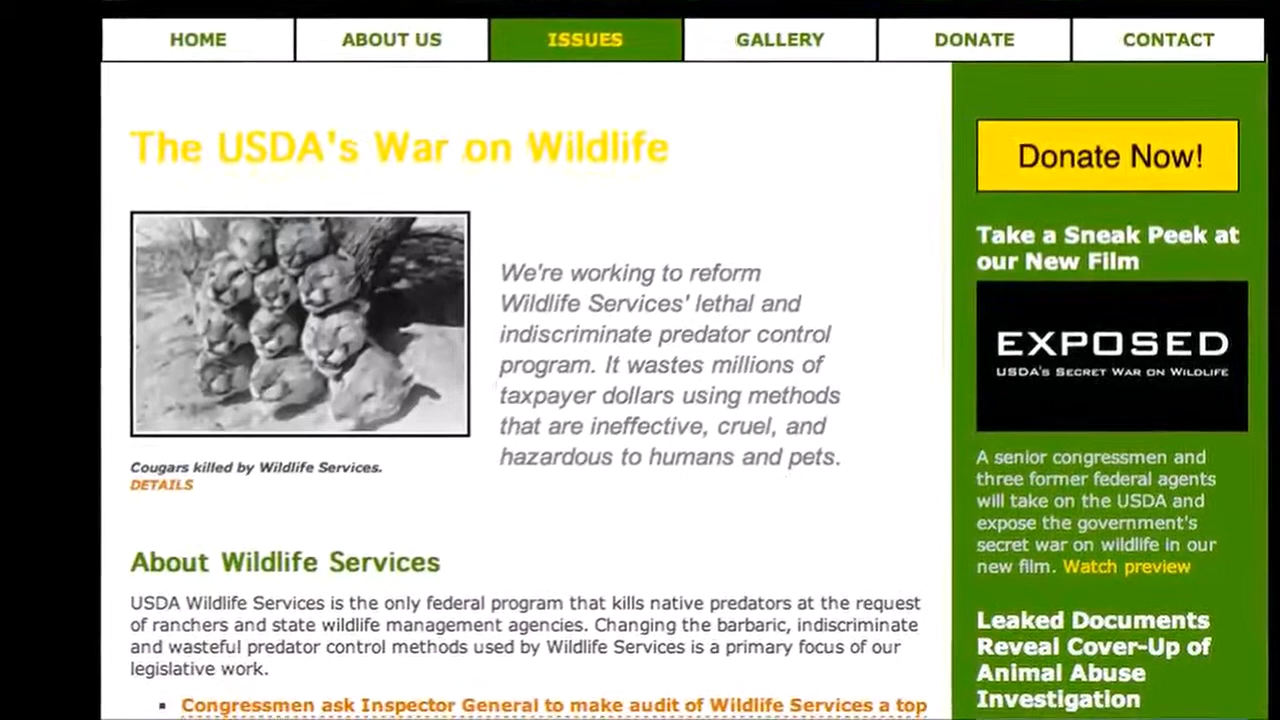 HOME
ABOUT US
ISSUES
GALLERY
DONATE
CONTACT
The USDA's War on Wildlife
We're working to reform
Wildlife Services' lethal and
indiscriminate predator control
program. It wastes millions of
taxpayer dollars using methods
that are ineffective, cruel, and
hazardous to humans and pets.
Cougars killed by Wildlife Services.
DETAILS
About Wildlife Services
USDA Wildlife Services is the only federal program that kills native predators at the request
of ranchers and state wildlife management agencies. Changing the barbaric, indiscriminate
and wasteful predator control methods used by Wildlife Services is a primary focus of our
legislative work.
▪ Congressmen ask Inspector General to make audit of Wildlife Services a top
Donate Now!
Take a Sneak Peek at
our New Film
EXPOSED
USDA's Secret War on Wildlife
A senior congressmen and
three former federal agents
will take on the USDA and
expose the government's
secret war on wildlife in our
new film. Watch preview
Leaked Documents
Reveal Cover-Up of
Animal Abuse
Investigation